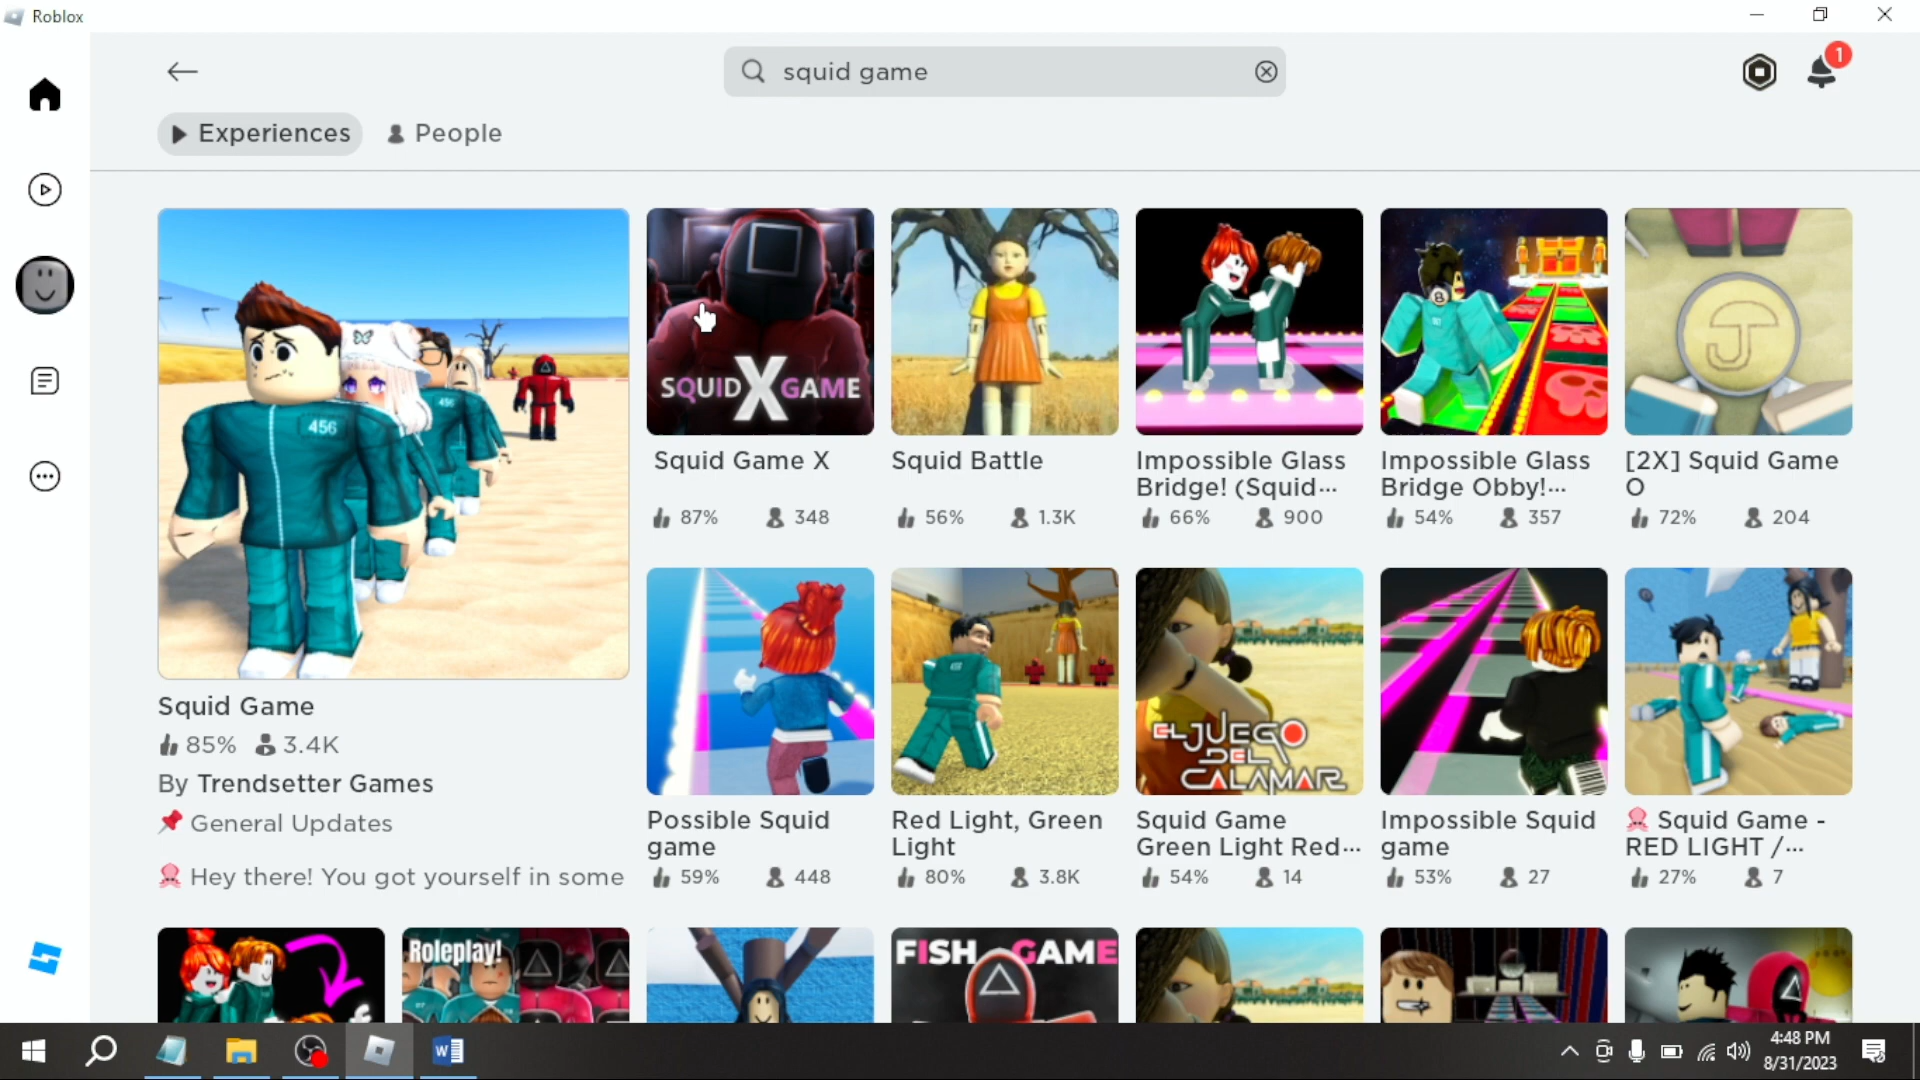 Roblox
squid game
1
Experiences
People
456
456
SQUID X GAME
8
J
Squid Game X
87% 348
Squid Battle
56% 1.3K
Impossible Glass
Bridge! (Squid...
66% 900
Impossible Glass
Bridge Obby!...
54% 357
[2X] Squid Game
O
72% 204
Squid Game
85% 3.4K
By Trendsetter Games
📌 General Updates
🦑 Hey there! You got yourself in some
EL JUEGO
DEL
CALAMAR
Possible Squid
game
59% 448
Red Light, Green
Light
80% 3.8K
Squid Game
Green Light Red...
54% 14
Impossible Squid
game
53% 27
🦑 Squid Game -
RED LIGHT /...
27% 7
Roleplay!
FISH GAME
W
4:48 PM
8/31/2023